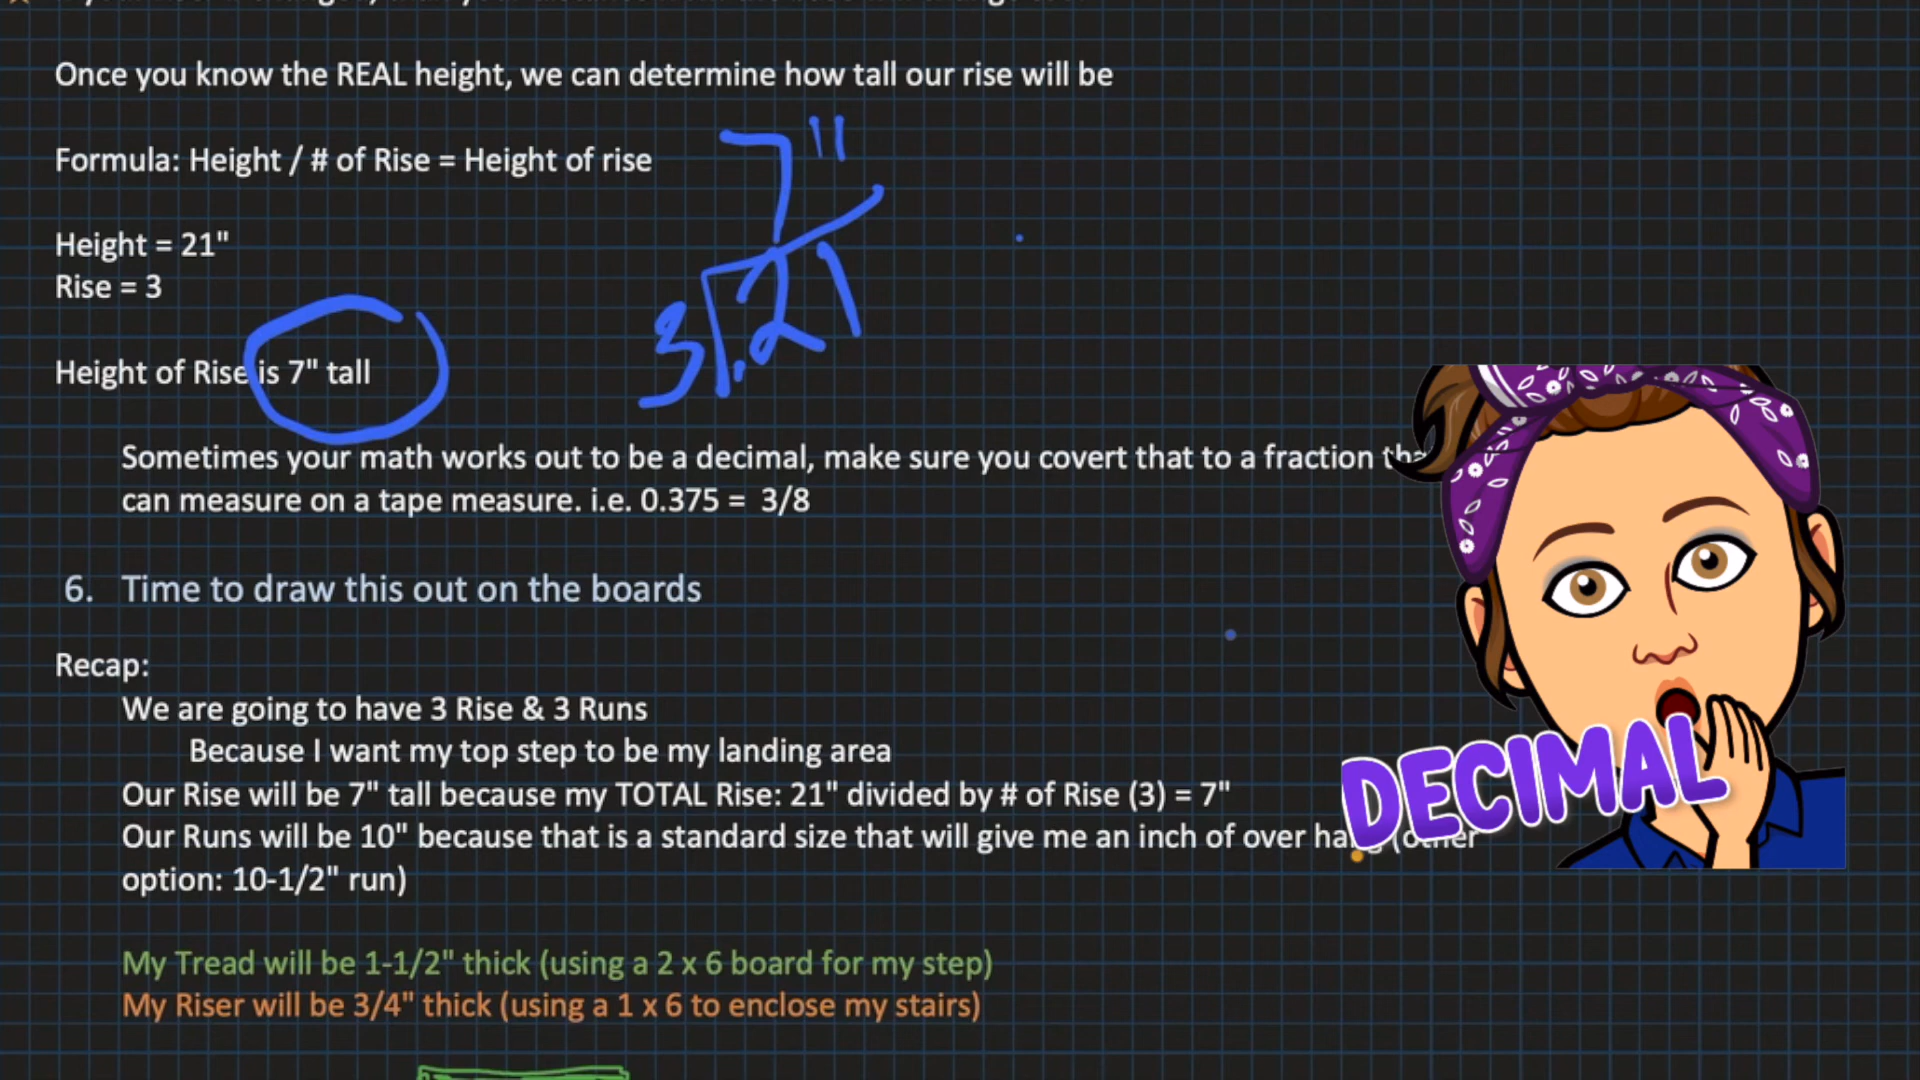 Once you know the REAL height, we can determine how tall our rise will be
7"
Formula: Height / # of Rise = Height of rise
Height = 21"
3 21
Rise = 3
Height of Rise is 7" tall
Sometimes your math works out to be a decimal, make sure you covert that to a fraction
can measure on a tape measure. i.e. 0.375 = 3/8
6. Time to draw this out on the boards
Recap:
We are going to have 3 Rise & 3 Runs
Because I want my top step to be my landing area
DECIMAL
Our Rise will be 7" tall because my TOTAL Rise: 21" divided by # of Rise (3) = 7"
Our Runs will be 10" because that is a standard size that will give me an inch of over (other
option: 10-1/2" run)
My Tread will be 1-1/2" thick (using a 2 x 6 board for my step)
My Riser will be 3/4" thick (using a 1 x 6 to enclose my stairs)